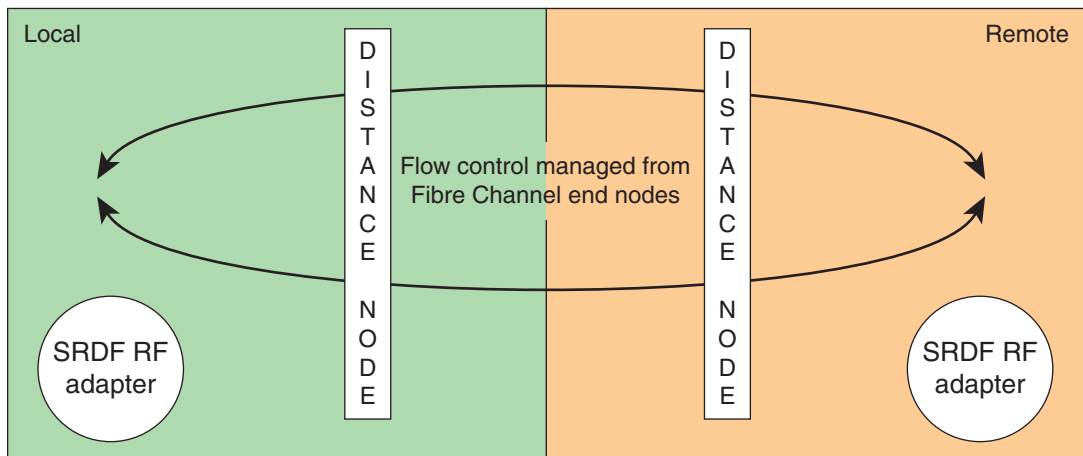 Local
Remote
DISTANCE NODE
DISTANCE NODE
Flow control managed from
Fibre Channel end nodes
SRDF RF
adapter
SRDF RF
adapter